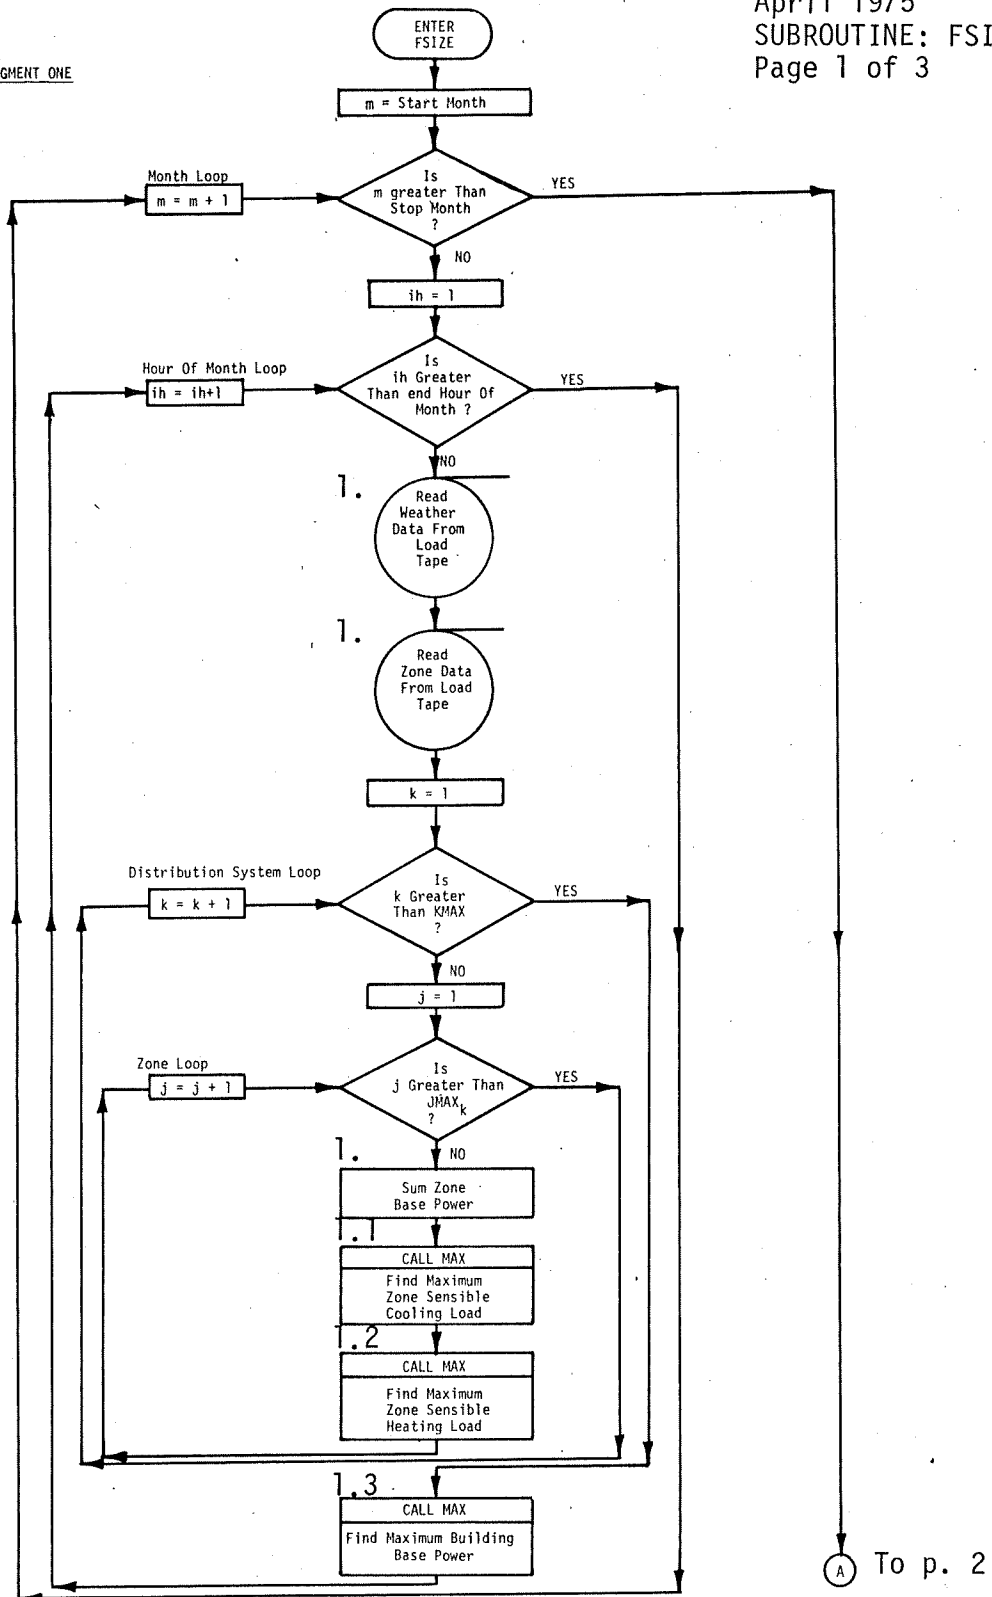 April 1975
SUBROUTINE: FSI
Page 1 of 3
GMENT ONE
ENTER
FSIZE
m = Start Month
Month Loop
m = m + 1
Is
m greater Than
Stop Month
?
YES
NO
ih = 1
Hour Of Month Loop
ih = ih+1
Is
ih Greater
Than end Hour Of
Month ?
YES
NO
1.
Read
Weather
Data From
Load
Tape
1.
Read
Zone Data
From Load
Tape
k = 1
Distribution System Loop
k = k + 1
Is
k Greater
Than KMAX
?
YES
NO
j = 1
Zone Loop
j = j + 1
Is
j Greater Than
JMAXk
?
YES
NO
1.
Sum Zone
Base Power
1.1
CALL MAX
Find Maximum
Zone Sensible
Cooling Load
1.2
CALL MAX
Find Maximum
Zone Sensible
Heating Load
1.3
CALL MAX
Find Maximum Building
Base Power
A To p. 2